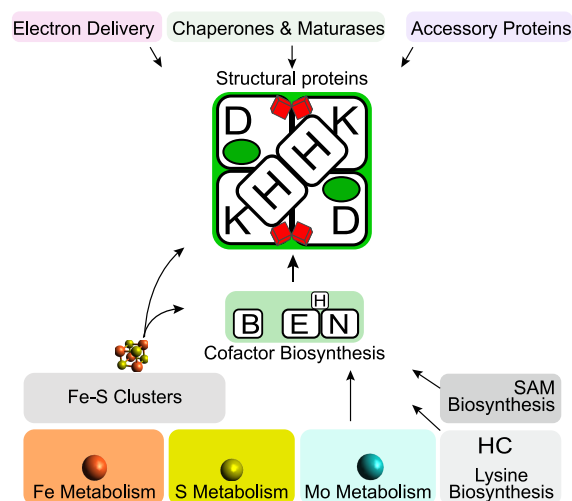 Electron Delivery
Chaperones & Maturases
Accessory Proteins
Structural proteins
D
K
H
H
K
D
H
B
E
N
Cofactor Biosynthesis
Fe-S Clusters
SAM
Biosynthesis
HC
Lysine
Biosynthesis
Fe Metabolism
S Metabolism
Mo Metabolism